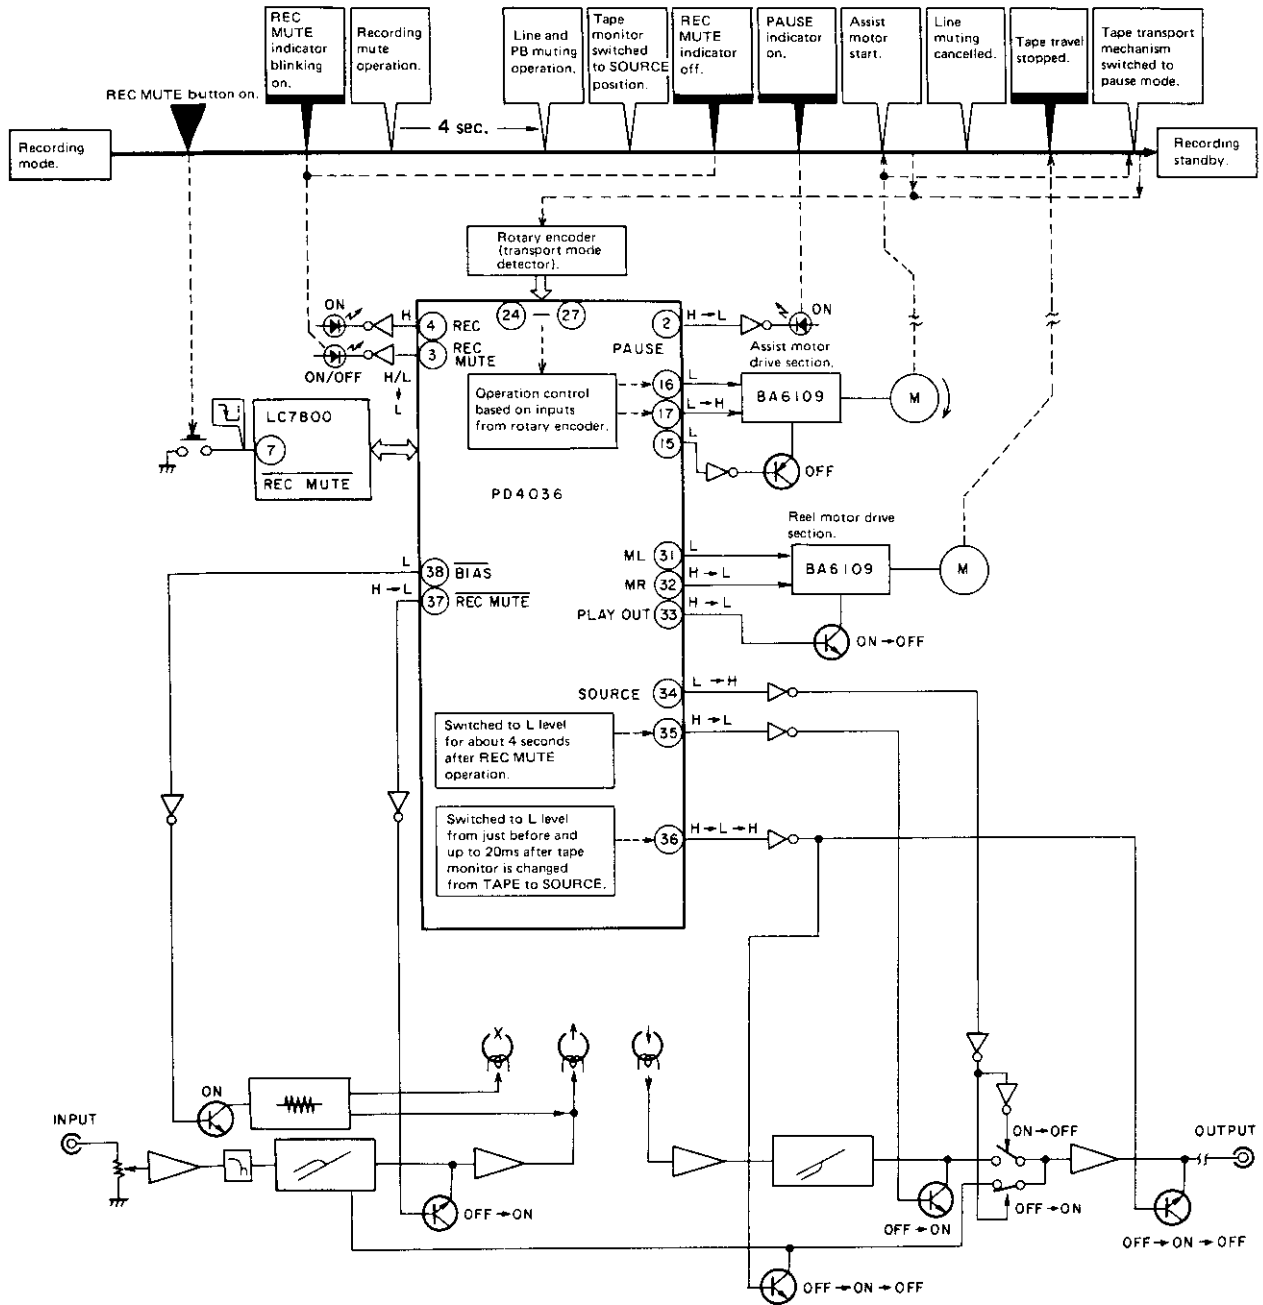 REC
MUTE
indicator
blinking
on.
Recording
mute
operation.
Line and
PB muting
operation.
Tape
monitor
switched
to SOURCE
position.
REC
MUTE
indicator
off.
PAUSE
indicator
on.
Assist
motor
start.
Line
muting
cancelled.
Tape travel
stopped.
Tape transport
mechanism
switched to
pause mode.
REC MUTE button on.
4 sec.
Recording
mode.
Recording
standby.
Rotary encoder
(transport mode
detector).
ON
H
4
REC
24
27
2
H→L
ON
PAUSE
3
REC
MUTE
ON/OFF
H/L
↓
L
Assist motor
drive section.
Operation control
based on inputs
from rotary encoder.
16
L
17
L→H
15
L
BA6109
M
OFF
LC7800
7
REC MUTE
PD4036
Reel motor drive
section.
ML
31
L
MR
32
H→L
BA6109
M
PLAY OUT
33
H→L
ON→OFF
L
38
BIAS
H→L
37
REC MUTE
SOURCE
34
L→H
Switched to L level
for about 4 seconds
after REC MUTE
operation.
35
H→L
Switched to L level
from just before and
up to 20ms after tape
monitor is changed
from TAPE to SOURCE.
36
H→L→H
X
ON
INPUT
ON→OFF
OUTPUT
OFF→ON
OFF→ON
OFF→ON
OFF→ON→OFF
OFF→ON→OFF